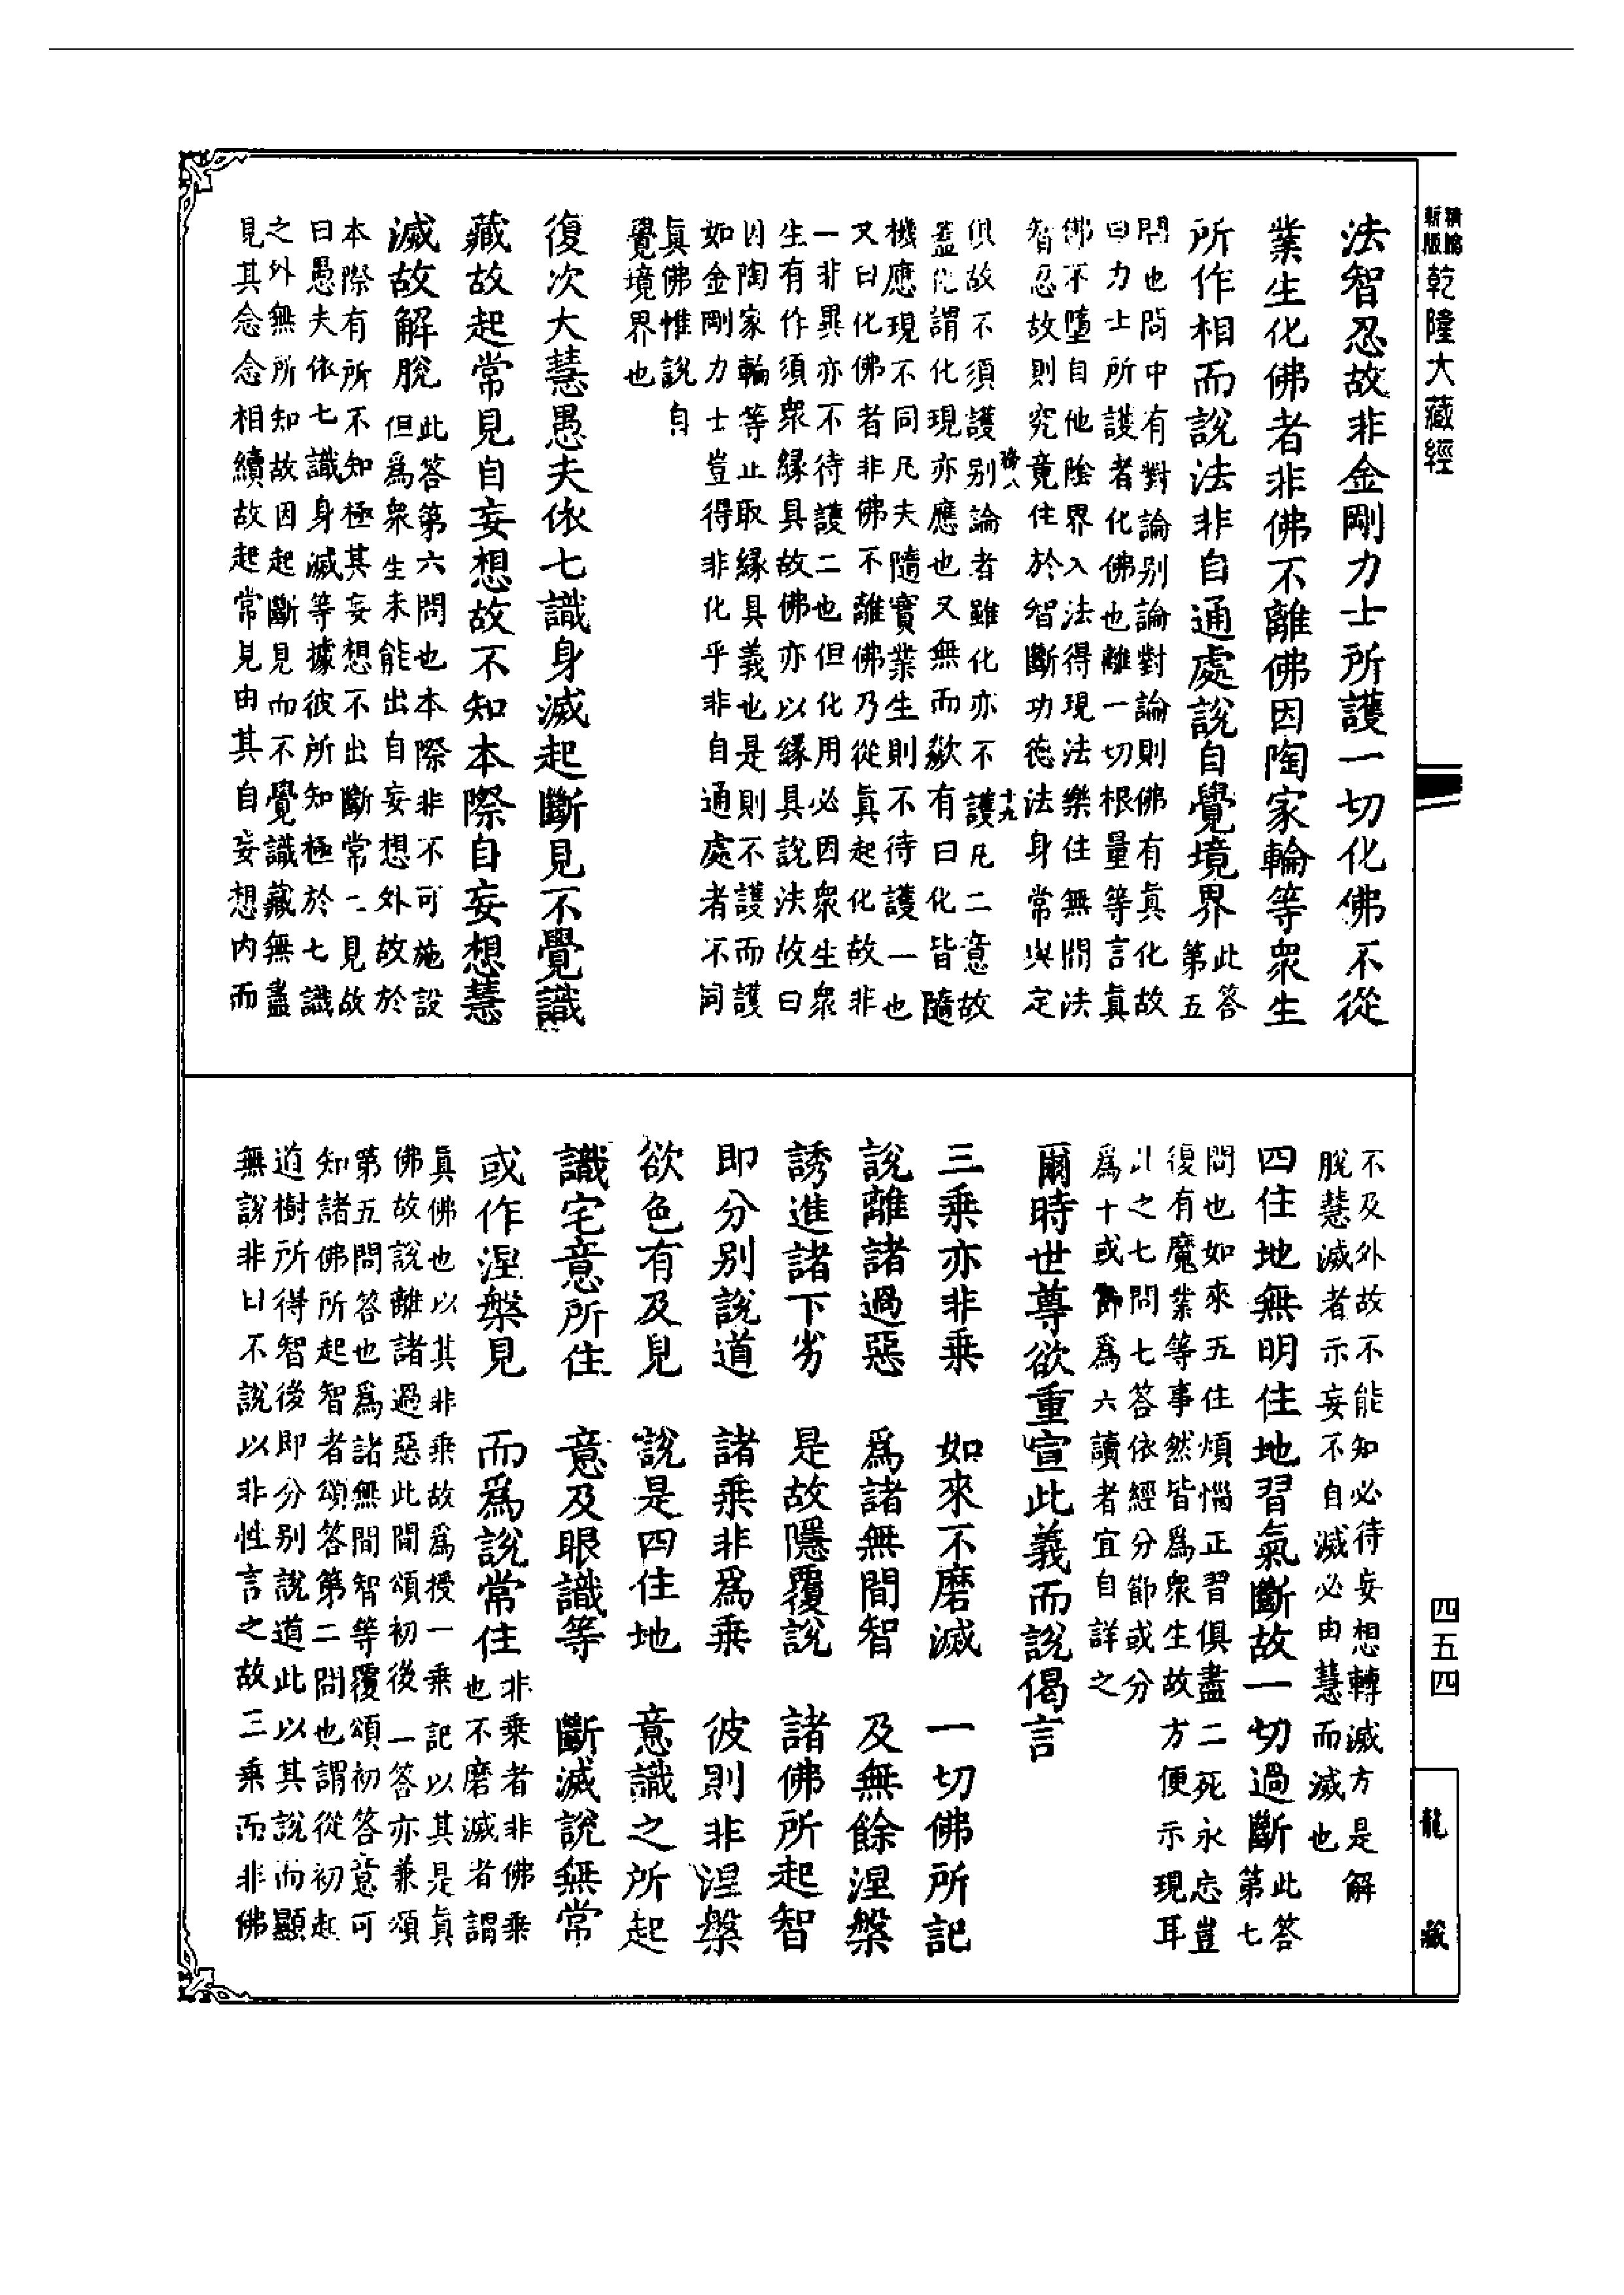 精縮
新版
乾隆大藏經
法智忍故非金剛力士所護一切化佛不從
業生化佛者非佛不離佛因陶家輪等衆生
所作相而說法非自通處說自覺境界此答
第五
問也問中有對論別論對論則佛有眞化故
曰力士所護者化佛也離一切根量等言眞
佛不墮自他陰界入法得現法樂住無間法
智忍故則究竟住於智斷功德法身常與定
俱故不須護别論者雖化亦不護凡二意故
蓋化謂化現亦應也又無而歘有曰化皆隨
機應現不同凡夫隨實業生則不待護一也
又曰化佛者非佛不離佛乃從眞起化故非
一非異亦不待護二也但化用必因衆生衆
生有作須衆緣具故佛亦以緣具說法故曰
因陶家輪等止取緣具義也是則不護而護
如金剛力士豈得非化乎非自通處者不同
眞佛惟說自
覺境界也
復次大慧愚夫依七識身滅起斷見不覺識
藏故起常見自妄想故不知本際自妄想慧
滅故解脫此答第六問也本際非不可施設
但爲衆生未能出自妄想外故於
本際有所不知極其妄想不出斷常二見故
曰愚夫依七識身滅等據彼所知極於七識
之外無所知故因起斷見而不覺識藏無盡
見其念念相續故起常見由其自妄想内而
不及外故不能知必待妄想轉滅方是解
脫慧滅者示妄不自滅必由慧而滅也
四住地無明住地習氣斷故一切過斷此答
第七
問也如來五住煩惱正習俱盡二死永忘豈
復有魔業等事然皆爲衆生故方便示現耳
此之七問七答依經分節或分
爲十或節爲六讀者宜自詳之
爾時世尊欲重宣此義而說偈言
三乘亦非乘 如來不磨滅 一切佛所記
說離諸過惡 爲諸無間智 及無餘涅槃
誘進諸下劣 是故隱覆說 諸佛所起智
即分别說道 諸乘非爲乘 彼則非涅槃
欲色有及見 說是四住地 意識之所起
識宅意所住 意及眼識等 斷滅說無常
或作涅槃見 而爲說常住非乘者非佛乘
也不磨滅者謂
眞佛也以其非乘故爲授一乘記以其是眞
佛故說離諸過惡此間頌初後一答亦兼頌
第五問答也爲諸無間智等覆頌初答意可
知諸佛所起智者頌答第二問也謂從初起
道樹所得智後即分别說道此以其說而顯
無說非曰不說以非性言之故三乘而非佛
四五四
龍藏